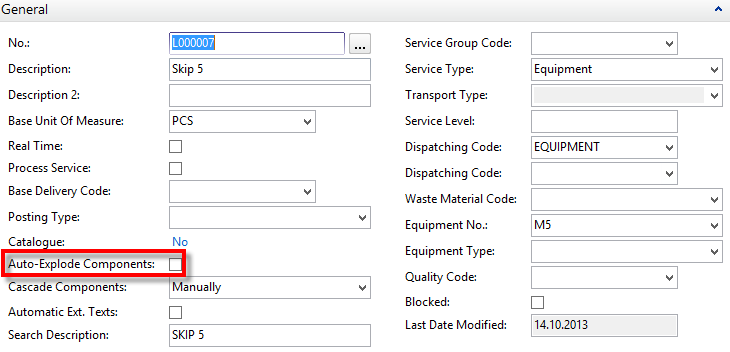 General
No.: L000007 ...
Description: Skip 5
Description 2:
Base Unit Of Measure: PCS
Real Time:
Process Service:
Base Delivery Code:
Posting Type:
Catalogue: No
Auto-Explode Components:
Cascade Components: Manually
Automatic Ext. Texts:
Search Description: SKIP 5
Service Group Code:
Service Type: Equipment
Transport Type:
Service Level:
Dispatching Code: EQUIPMENT
Dispatching Code:
Waste Material Code:
Equipment No.: M5
Equipment Type:
Quality Code:
Blocked:
Last Date Modified: 14.10.2013